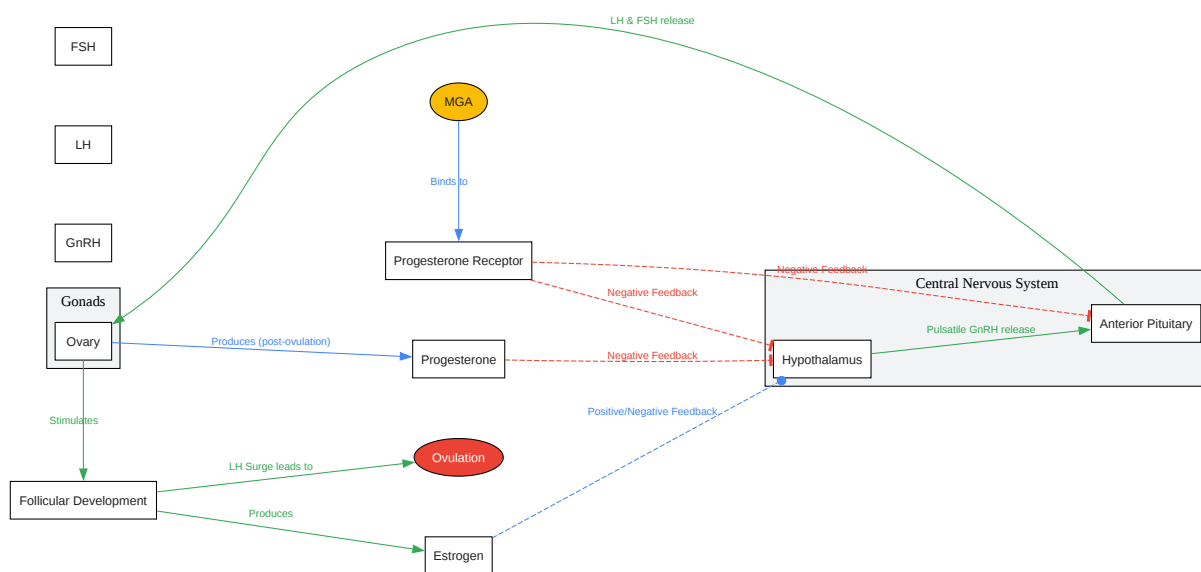 LH & FSH release
FSH
MGA
LH
Binds to
GnRH
Progesterone Receptor
Negative Feedback
Central Nervous System
Negative Feedback
Gonads
Anterior Pituitary
Pulsatile GnRH release
Ovary
Produces (post-ovulation)
Progesterone
Negative Feedback
Hypothalamus
Positive/Negative Feedback
Stimulates
Ovulation
LH Surge leads to
Follicular Development
Produces
Estrogen